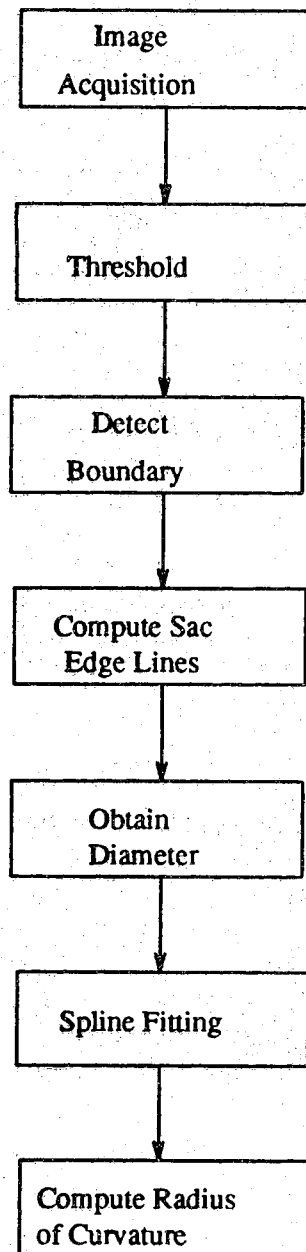 Image
Acquisition
Threshold
Detect
Boundary
Compute Sac
Edge Lines
Obtain
Diameter
Spline Fitting
Compute Radius
of Curvature